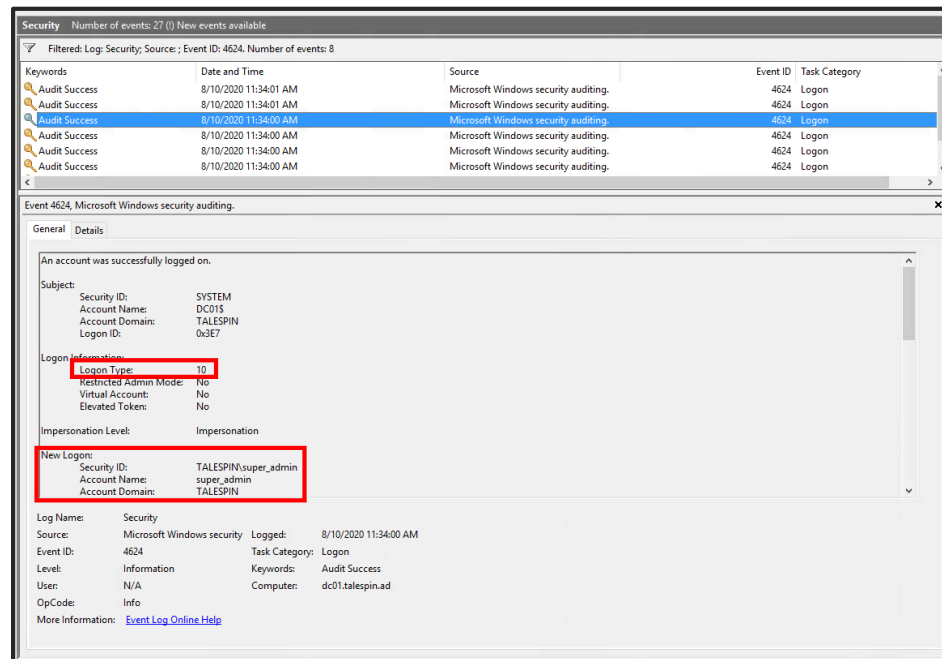 Security Number of events: 27 (!) New events available
Filtered: Log: Security; Source: ; Event ID: 4624. Number of events: 8
Keywords Date and Time Source Event ID Task Category
Audit Success 8/10/2020 11:34:01 AM Microsoft Windows security auditing. 4624 Logon
Audit Success 8/10/2020 11:34:01 AM Microsoft Windows security auditing. 4624 Logon
Audit Success 8/10/2020 11:34:00 AM Microsoft Windows security auditing. 4624 Logon
Audit Success 8/10/2020 11:34:00 AM Microsoft Windows security auditing. 4624 Logon
Audit Success 8/10/2020 11:34:00 AM Microsoft Windows security auditing. 4624 Logon
Audit Success 8/10/2020 11:34:00 AM Microsoft Windows security auditing. 4624 Logon
Event 4624, Microsoft Windows security auditing.
General Details
An account was successfully logged on.
Subject:
Security ID: SYSTEM
Account Name: DC01$
Account Domain: TALESPIN
Logon ID: 0x3E7
Logon Information:
Logon Type: 10
Restricted Admin Mode: No
Virtual Account: No
Elevated Token: No
Impersonation Level: Impersonation
New Logon:
Security ID: TALESPIN\super_admin
Account Name: super_admin
Account Domain: TALESPIN
Log Name: Security
Source: Microsoft Windows security Logged: 8/10/2020 11:34:00 AM
Event ID: 4624 Task Category: Logon
Level: Information Keywords: Audit Success
User: N/A Computer: dc01.talespin.ad
OpCode: Info
More Information: Event Log Online Help